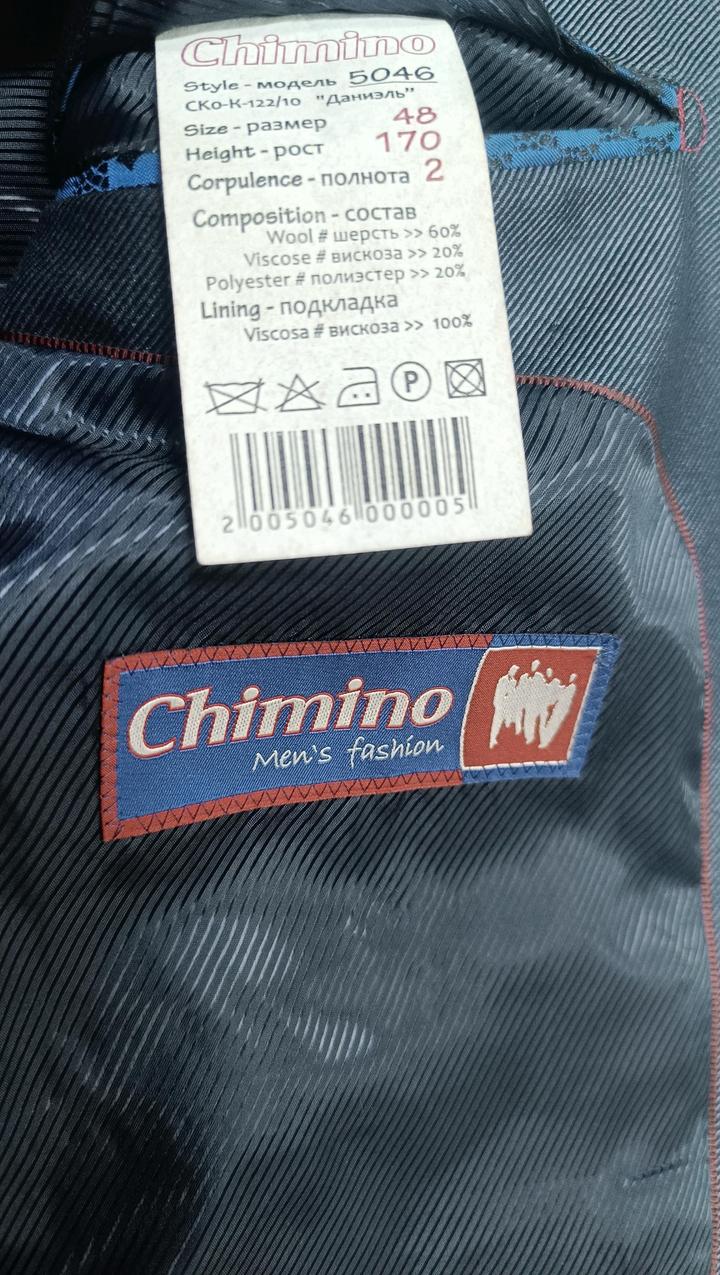 Chimino
Style - модель 5046
СКо-К-122/10 "Даниэль"
Size - размер 48
Height - рост 170
Corpulence - полнота 2
Composition - состав
Wool # шерсть >> 60%
Viscose # вискоза >> 20%
Polyester # полиэстер >> 20%
Lining - подкладка
Viscosa # вискоза >> 100%
P
2 005046 000005
Chimino
Men's fashion